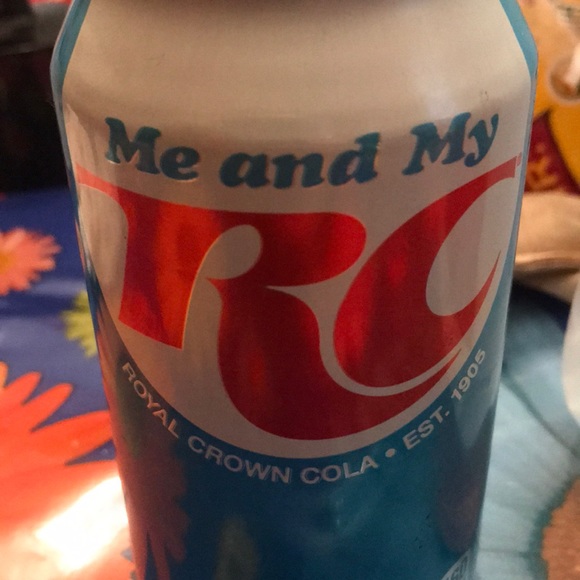 Me and My
RC
ROYAL CROWN COLA • EST. 1905